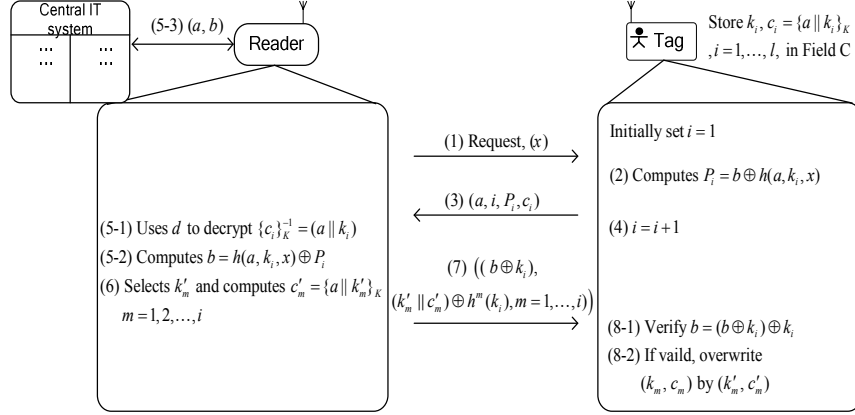 Central IT
system
... ...
... ...
(5-3) (a, b)
Reader
Tag
Store k_i, c_i = {a || k_i}_K
, i = 1,…, l, in Field C
Initially set i = 1
(1) Request, (x)
(2) Computes P_i = b ⊕ h(a, k_i, x)
(3) (a, i, P_i, c_i)
(4) i = i + 1
(5-1) Uses d to decrypt {c_i}_K^{-1} = (a || k_i)
(5-2) Computes b = h(a, k_i, x) ⊕ P_i
(6) Selects k'_m and computes c'_m = {a || k'_m}_K
m = 1, 2,…, i
(7) ((b ⊕ k_i),
(k'_m || c'_m) ⊕ h^m(k_i), m = 1,…, i))
(8-1) Verify b = (b ⊕ k_i) ⊕ k_i
(8-2) If vaild, overwrite
(k_m, c_m) by (k'_m, c'_m)